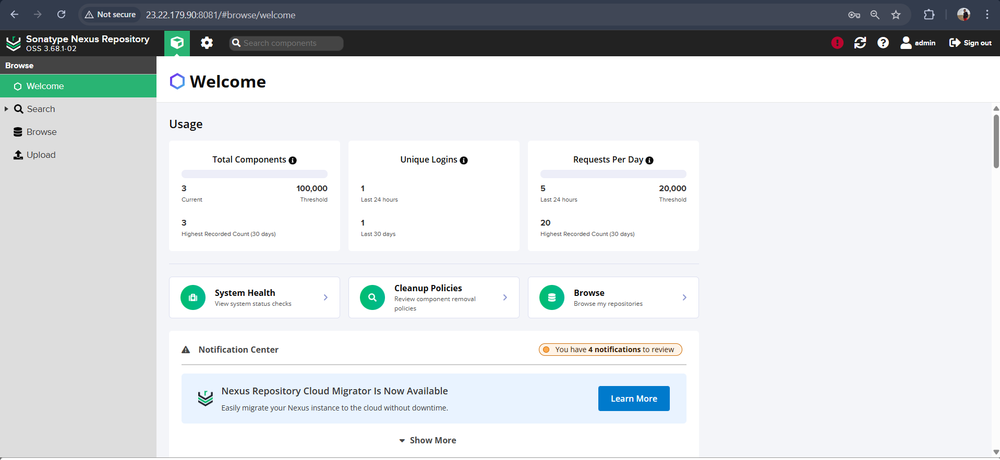 Not secure
23.22.179.90:8081/#browse/welcome
Sonatype Nexus Repository
OSS 3.68.1-02
Search components
admin
Sign out
Browse
Welcome
Search
Browse
Upload
Welcome
Usage
Total Components
3
100,000
Current
Threshold
3
Highest Recorded Count (30 days)
Unique Logins
1
Last 24 hours
1
Last 30 days
Requests Per Day
5
20,000
Last 24 hours
Threshold
20
Highest Recorded Count (30 days)
System Health
View system status checks
Cleanup Policies
Review component removal
policies
Browse
Browse my repositories
Notification Center
You have 4 notifications to review
Nexus Repository Cloud Migrator Is Now Available
Easily migrate your Nexus instance to the cloud without downtime.
Learn More
Show More